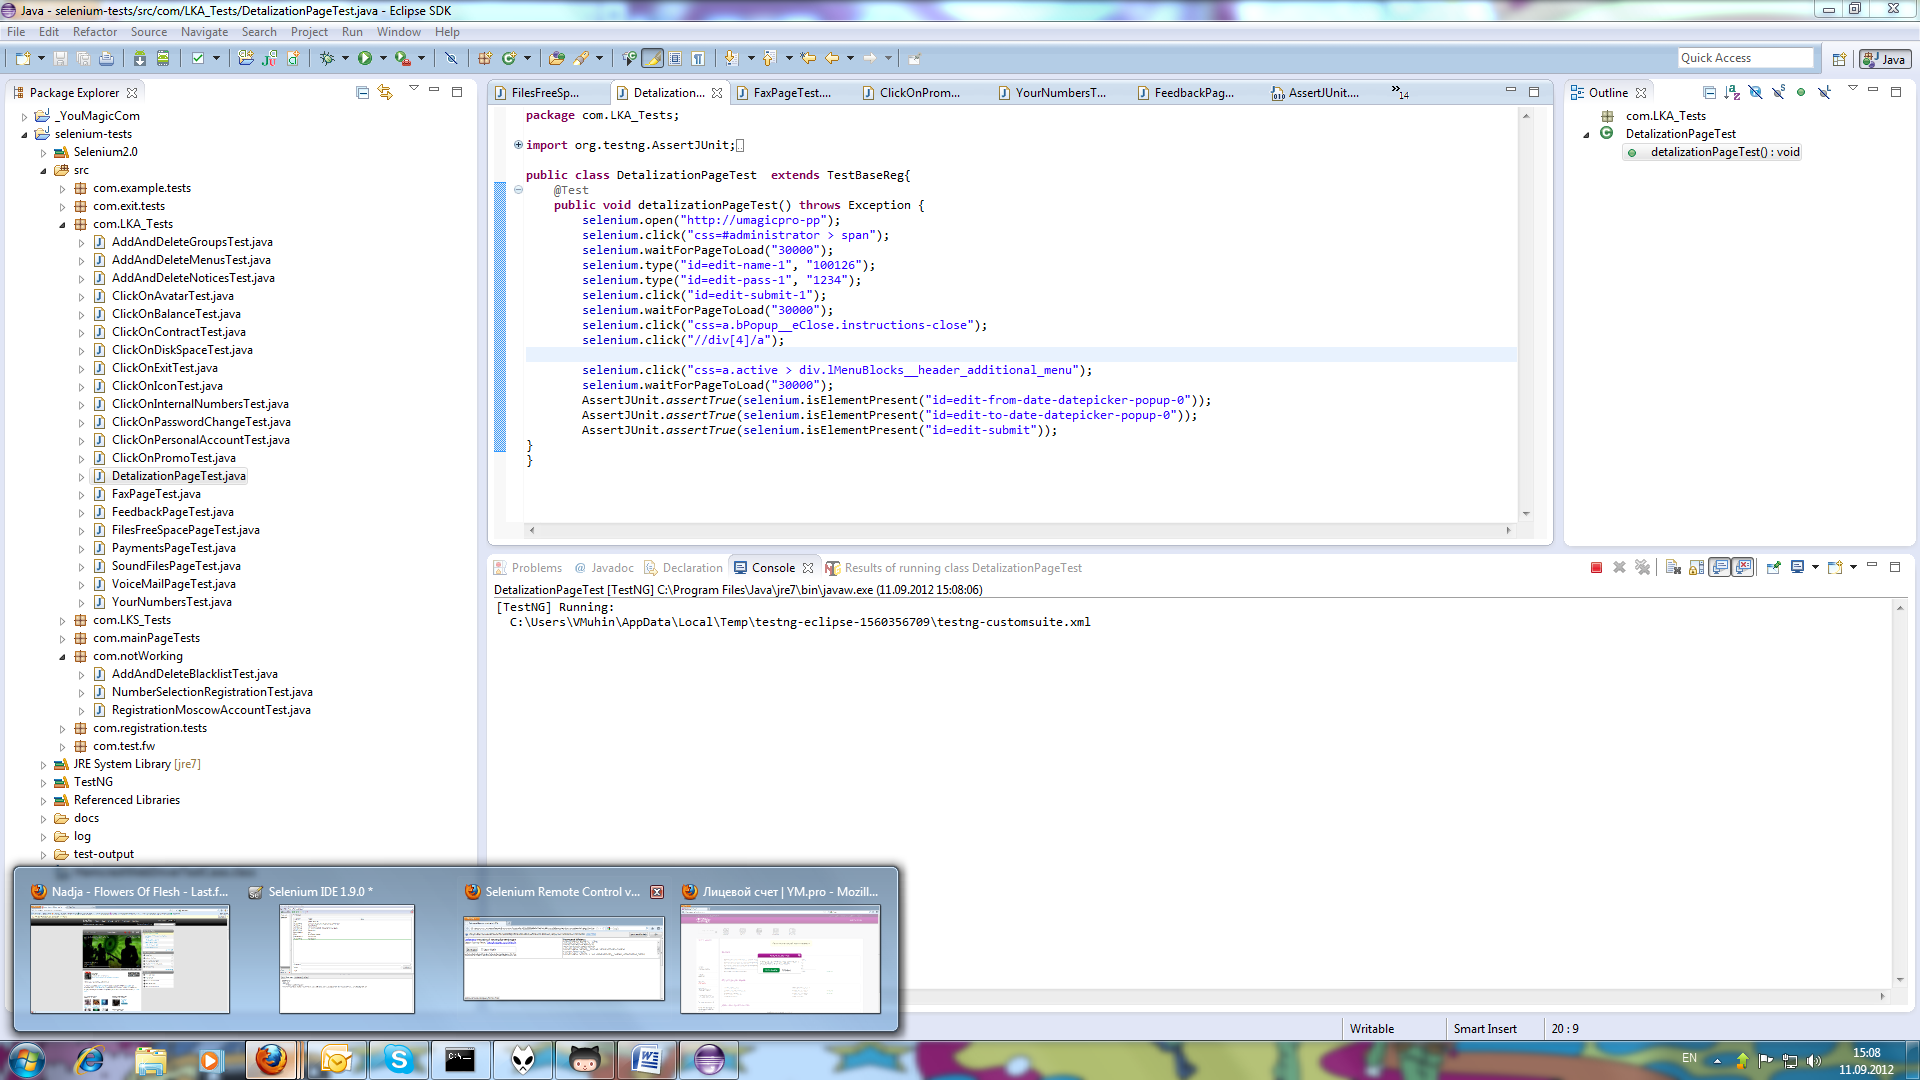 Java - selenium-tests/src/com/LKA_Tests/DetalizationPageTest.java - Eclipse SDK
File Edit Refactor Source Navigate Search Project Run Window Help
Quick Access
Java
Package Explorer
_YouMagicCom
selenium-tests
Selenium2.0
src
com.example.tests
com.exit.tests
com.LKA_Tests
AddAndDeleteGroupsTest.java
AddAndDeleteMenusTest.java
AddAndDeleteNoticesTest.java
ClickOnAvatarTest.java
ClickOnBalanceTest.java
ClickOnContractTest.java
ClickOnDiskSpaceTest.java
ClickOnExitTest.java
ClickOnIconTest.java
ClickOnInternalNumbersTest.java
ClickOnPasswordChangeTest.java
ClickOnPersonalAccountTest.java
ClickOnPromoTest.java
DetalizationPageTest.java
FaxPageTest.java
FeedbackPageTest.java
FilesFreeSpacePageTest.java
PaymentsPageTest.java
SoundFilesPageTest.java
VoiceMailPageTest.java
YourNumbersTest.java
com.LKS_Tests
com.mainPageTests
com.notWorking
AddAndDeleteBlacklistTest.java
NumberSelectionRegistrationTest.java
RegistrationMoscowAccountTest.java
com.registration.tests
com.test.fw
JRE System Library [jre7]
TestNG
Referenced Libraries
docs
log
test-output
FilesFreeSp... Detalization... FaxPageTest.... ClickOnProm... YourNumbersT... FeedbackPag... AssertJUnit.... 14
package com.LKA_Tests;
import org.testng.AssertJUnit;
public class DetalizationPageTest  extends TestBaseReg{
@Test
public void detalizationPageTest() throws Exception {
selenium.open("http://umagicpro-pp");
selenium.click("css=#administrator > span");
selenium.waitForPageToLoad("30000");
selenium.type("id=edit-name-1", "100126");
selenium.type("id=edit-pass-1", "1234");
selenium.click("id=edit-submit-1");
selenium.waitForPageToLoad("30000");
selenium.click("css=a.bPopup__eClose.instructions-close");
selenium.click("//div[4]/a");
selenium.click("css=a.active > div.lMenuBlocks__header_additional_menu");
selenium.waitForPageToLoad("30000");
AssertJUnit.assertTrue(selenium.isElementPresent("id=edit-from-date-datepicker-popup-0"));
AssertJUnit.assertTrue(selenium.isElementPresent("id=edit-to-date-datepicker-popup-0"));
AssertJUnit.assertTrue(selenium.isElementPresent("id=edit-submit"));
}
}
Outline
com.LKA_Tests
DetalizationPageTest
detalizationPageTest() : void
Problems @ Javadoc Declaration Console Results of running class DetalizationPageTest
DetalizationPageTest [TestNG] C:\Program Files\Java\jre7\bin\javaw.exe (11.09.2012 15:08:06)
[TestNG] Running:
C:\Users\VMuhin\AppData\Local\Temp\testng-eclipse-1560356709\testng-customsuite.xml
Nadja - Flowers Of Flesh - Last.f... Selenium IDE 1.9.0 * Selenium Remote Control v... Лицевой счет | YM.pro - Mozill...
Writable Smart Insert 20 : 9
EN
15:08
11.09.2012